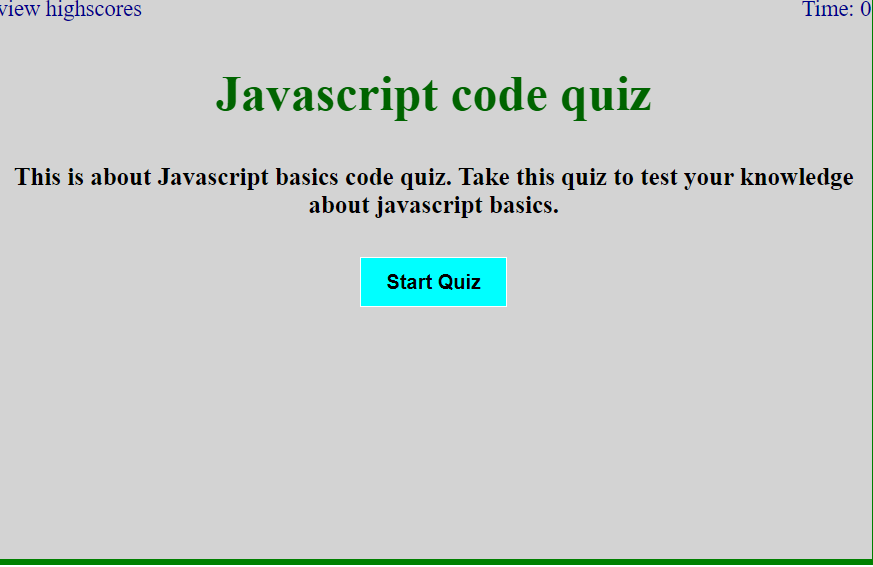 view highscores
Time: 0
Javascript code quiz
This is about Javascript basics code quiz. Take this quiz to test your knowledge
about javascript basics.
Start Quiz